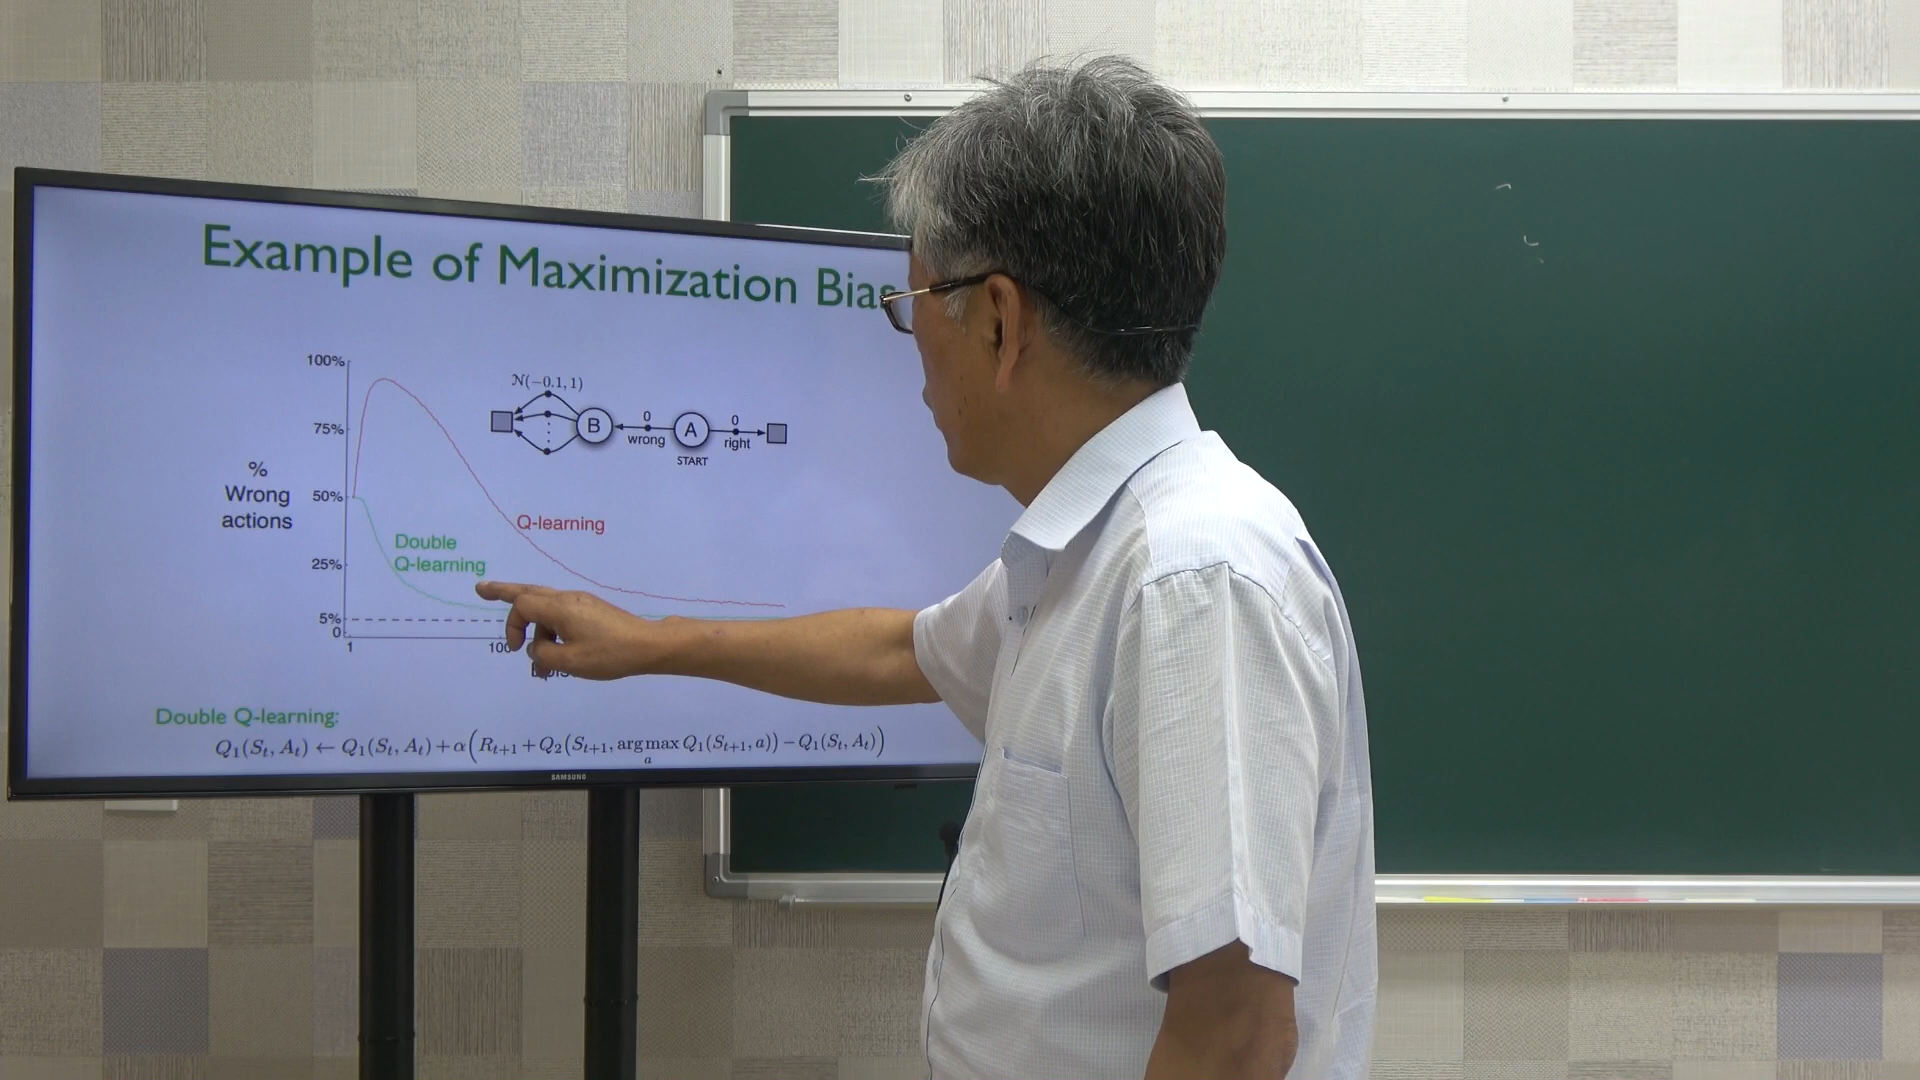 Example of Maximization Bias
100%
75%
50%
25%
5%
0
%
Wrong
actions
N(−0.1, 1)
B
0
wrong
A
START
0
right
Q-learning
Double
Q-learning
1
100
Double Q-learning:
Q₁(Sₜ, Aₜ) ← Q₁(Sₜ, Aₜ) + α(Rₜ₊₁ + Q₂(Sₜ₊₁, argmax Q₁(Sₜ₊₁, a)) − Q₁(Sₜ, Aₜ))
a
SAMSUNG